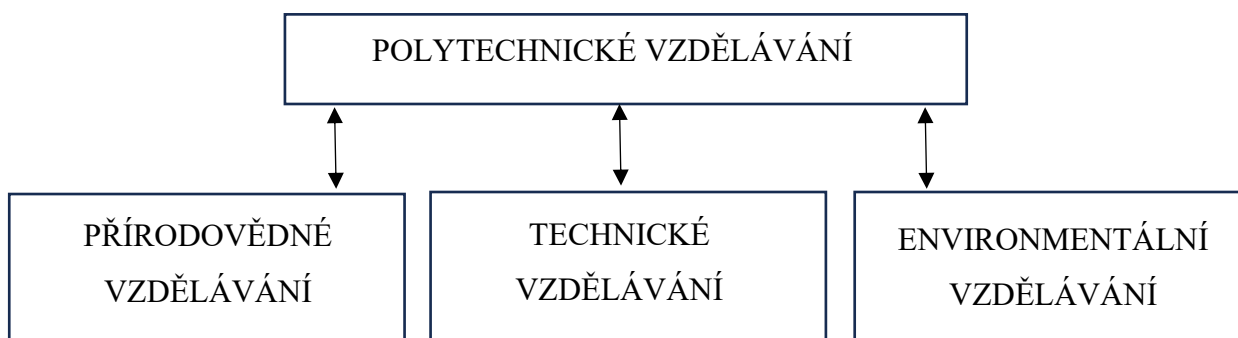 POLYTECHNICKÉ VZDĚLÁVÁNÍ
PŘÍRODOVĚDNÉ
VZDĚLÁVÁNÍ
TECHNICKÉ
VZDĚLÁVÁNÍ
ENVIRONMENTÁLNÍ
VZDĚLÁVÁNÍ